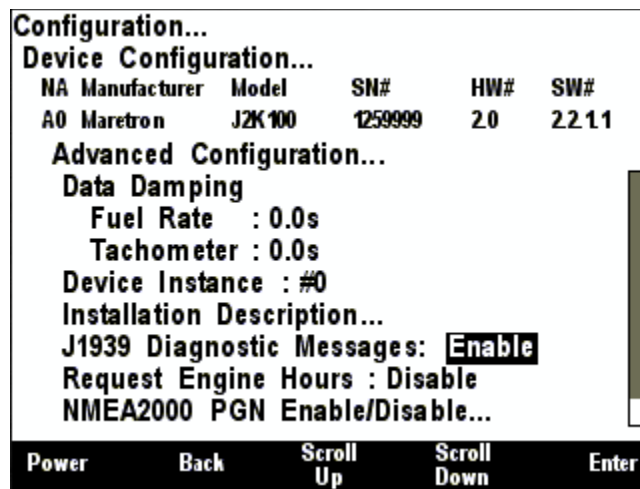 Configuration...
Device Configuration...
NA Manufacturer Model SN# HW# SW#
A0 Maretron J2K100 1259999 2.0 2.2.1.1
Advanced Configuration...
Data Damping
Fuel Rate : 0.0s
Tachometer : 0.0s
Device Instance : #0
Installation Description...
J1939 Diagnostic Messages: Enable
Request Engine Hours : Disable
NMEA2000 PGN Enable/Disable...
Power Back Scroll Up Scroll Down Enter